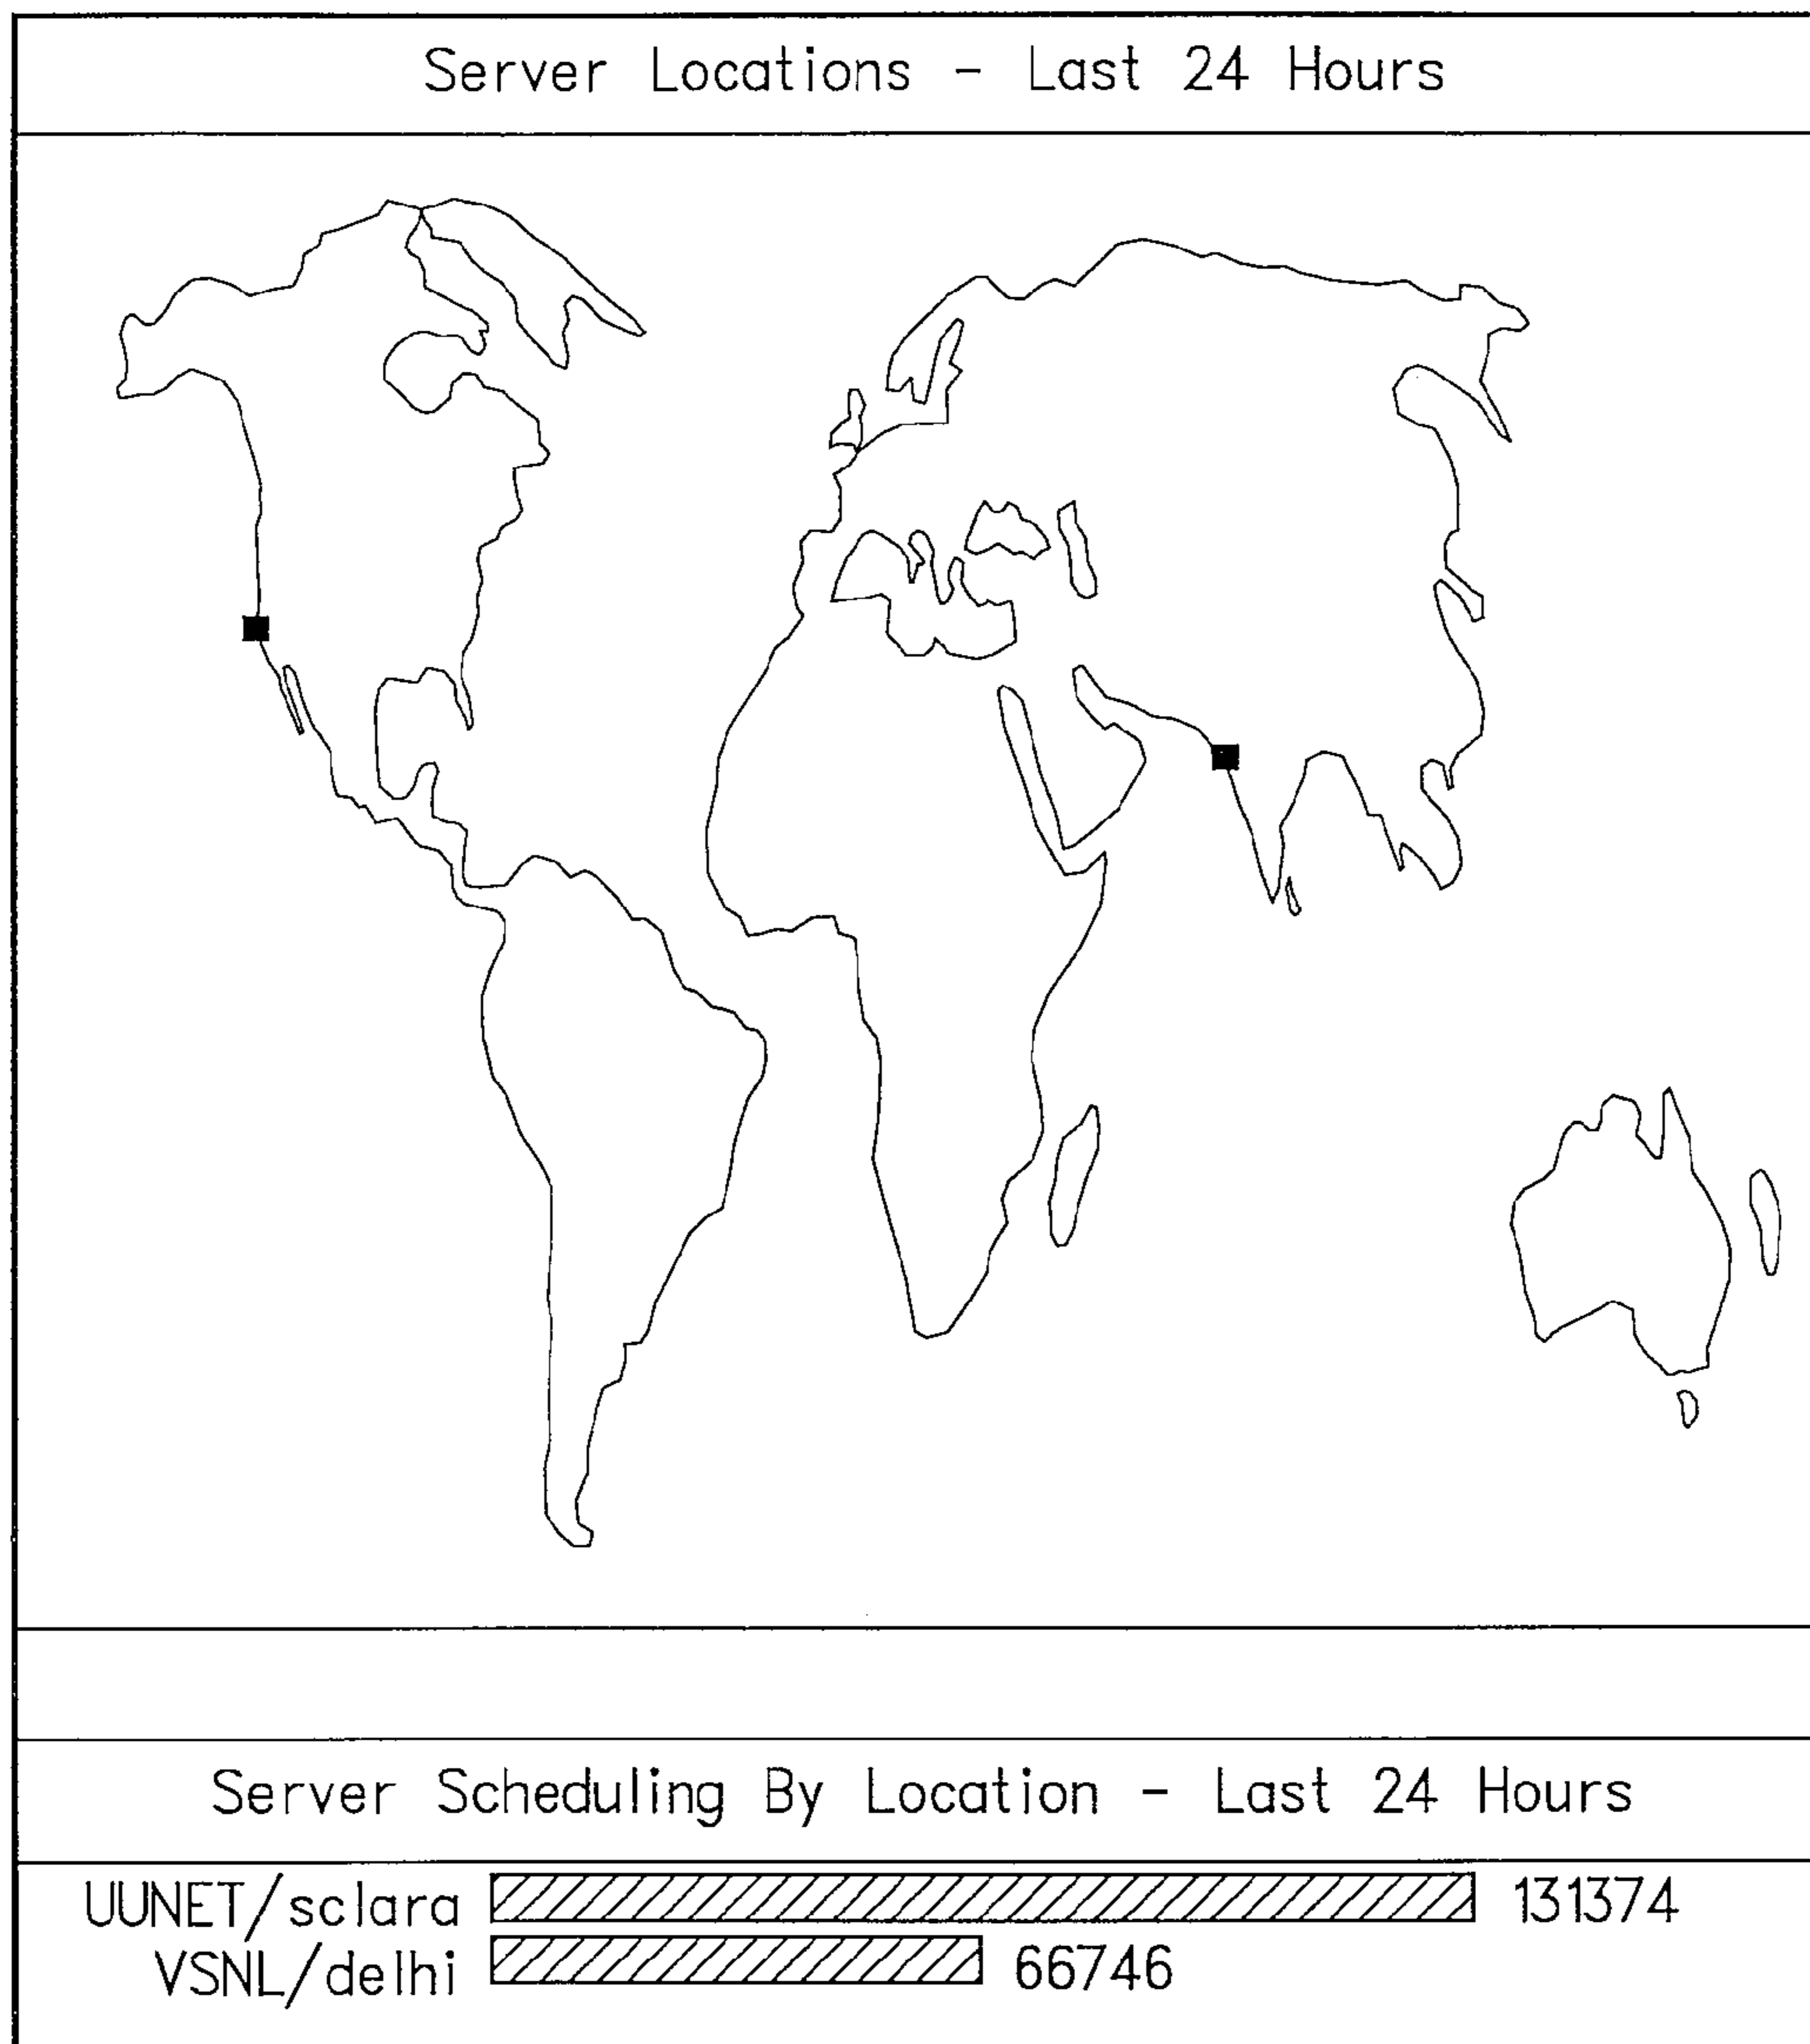 Server Locations - Last 24 Hours
Server Scheduling By Location - Last 24 Hours
UUNET/sclara 131374
VSNL/delhi 66746